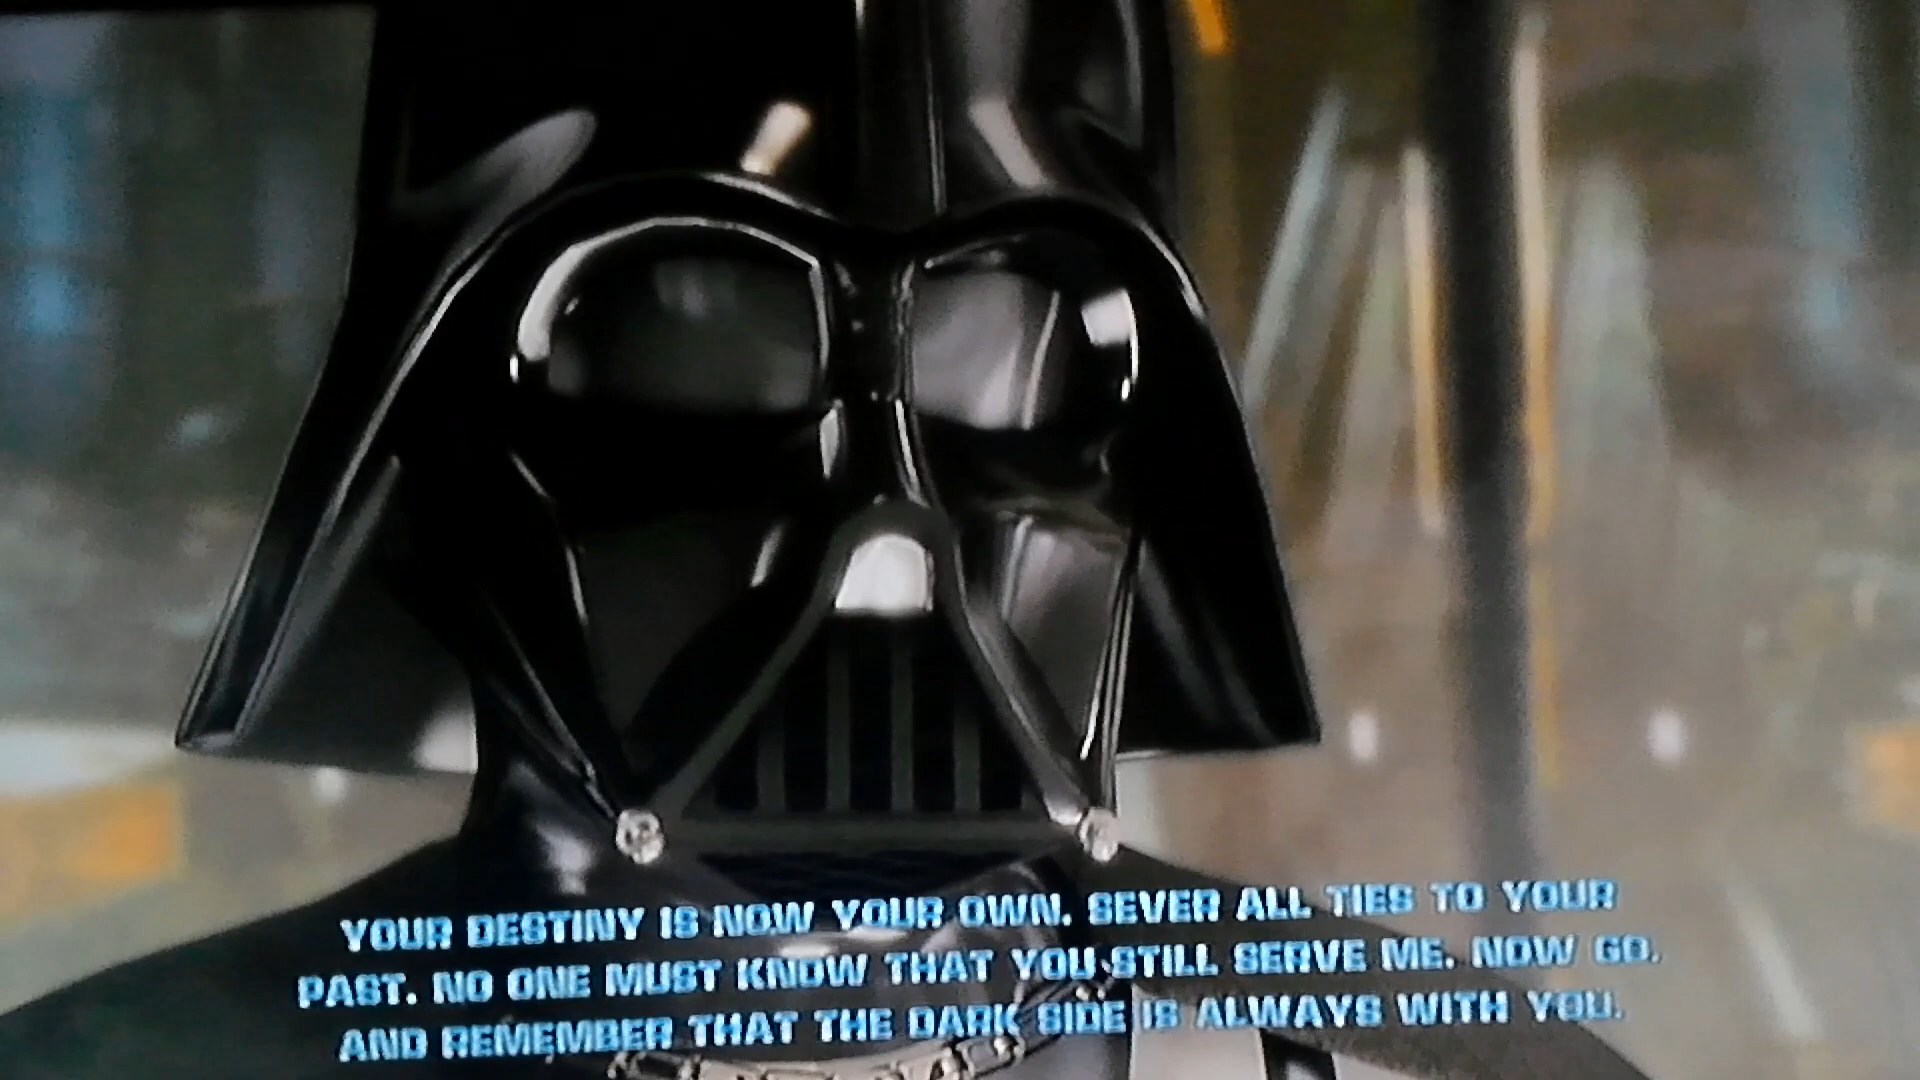 YOUR DESTINY IS NOW YOUR OWN. SEVER ALL TIES TO YOUR
PAST. NO ONE MUST KNOW THAT YOU STILL SERVE ME. NOW GO.
AND REMEMBER THAT THE DARK SIDE IS ALWAYS WITH YOU.